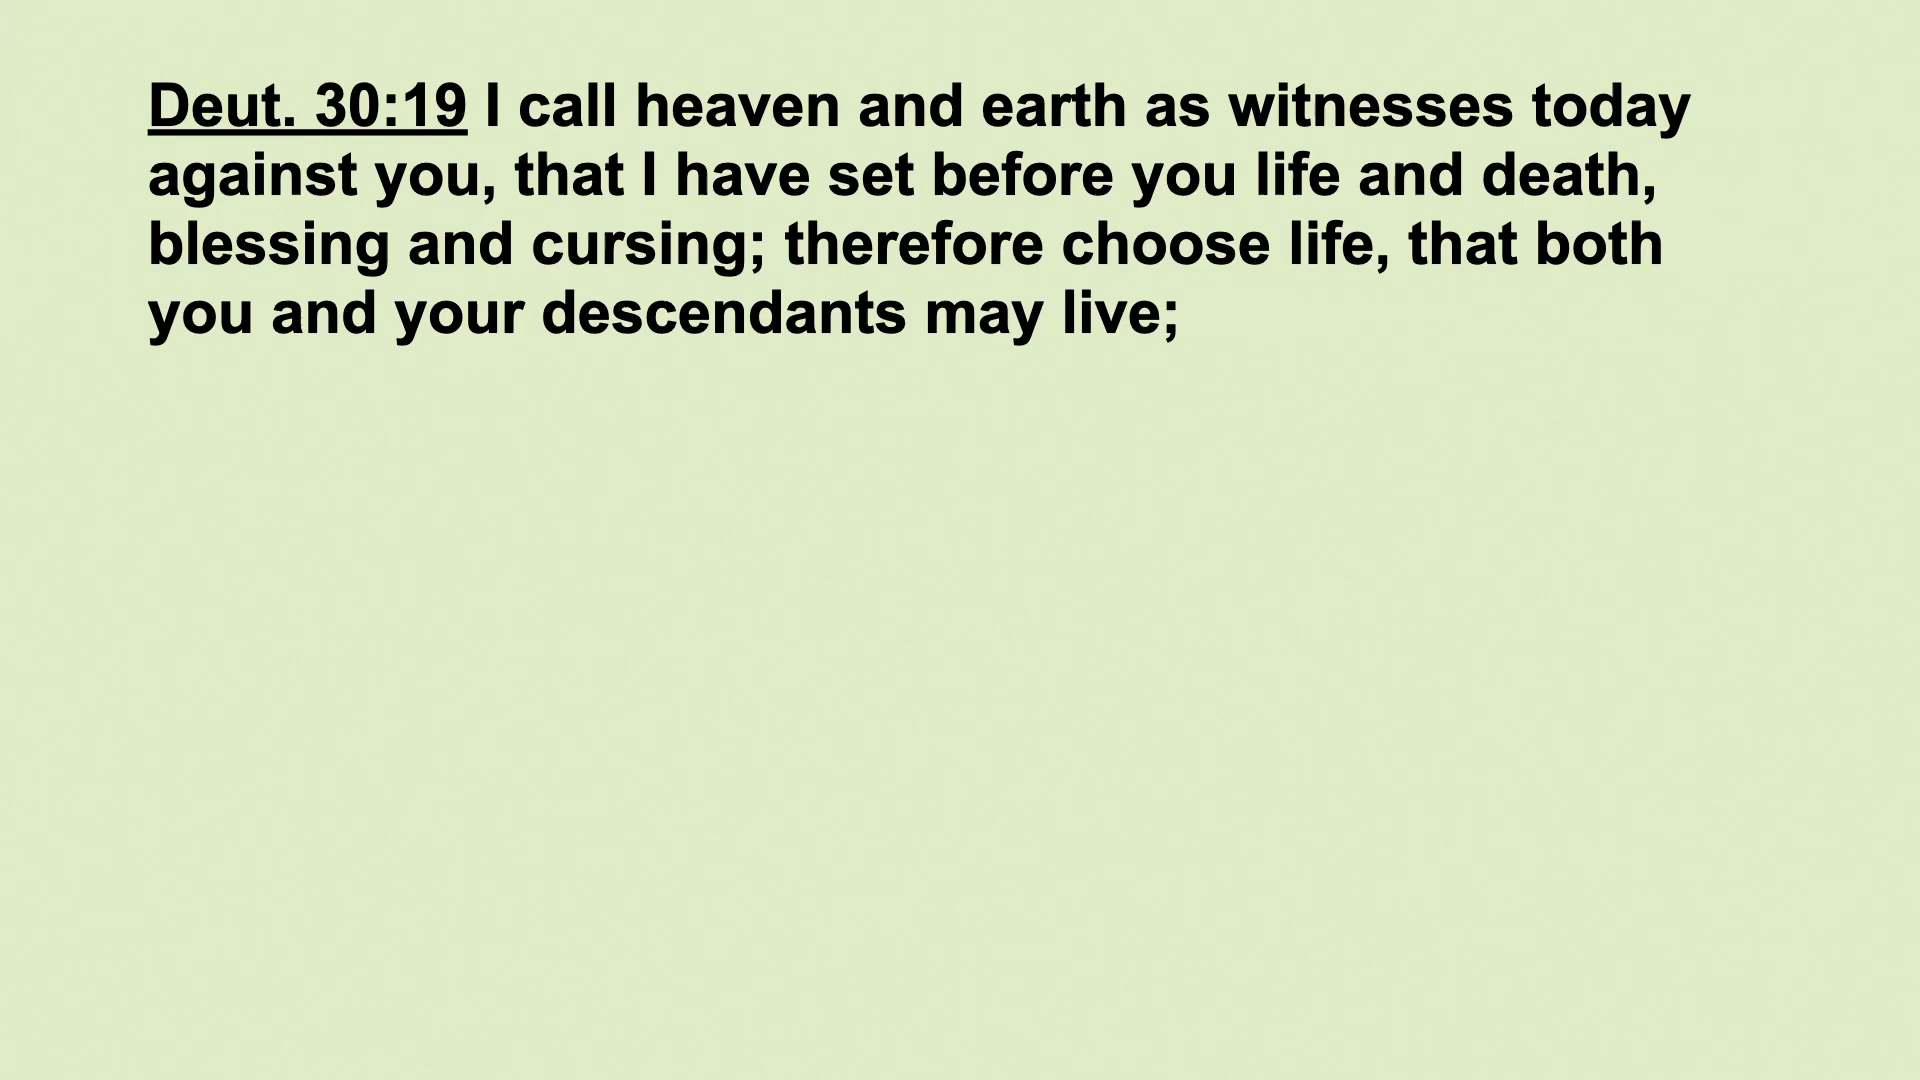 Deut. 30:19 I call heaven and earth as witnesses today
against you, that I have set before you life and death,
blessing and cursing; therefore choose life, that both
you and your descendants may live;